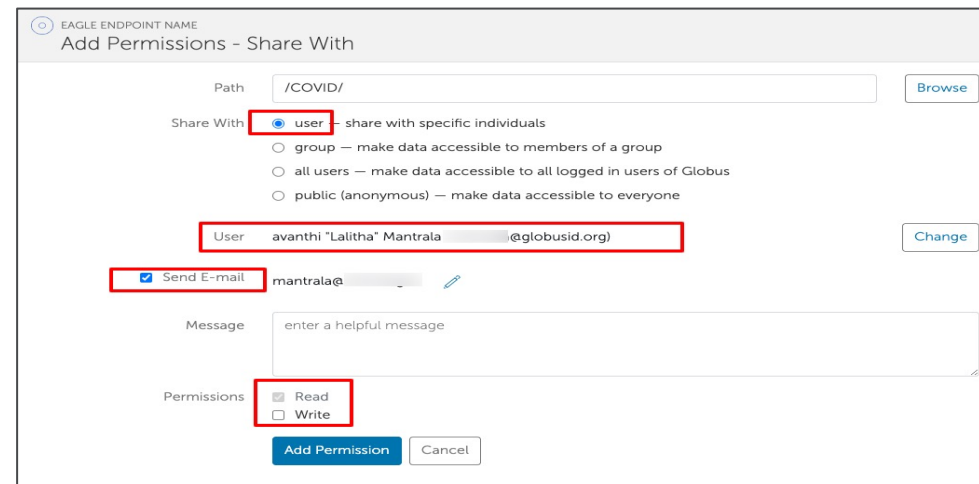 EAGLE ENDPOINT NAME
Add Permissions - Share With
Path /COVID/ Browse
Share With user — share with specific individuals
group — make data accessible to members of a group
all users — make data accessible to all logged in users of Globus
public (anonymous) — make data accessible to everyone
User avanthi "Lalitha" Mantrala @globusid.org) Change
Send E-mail mantrala@
Message enter a helpful message
Permissions Read
Write
Add Permission Cancel